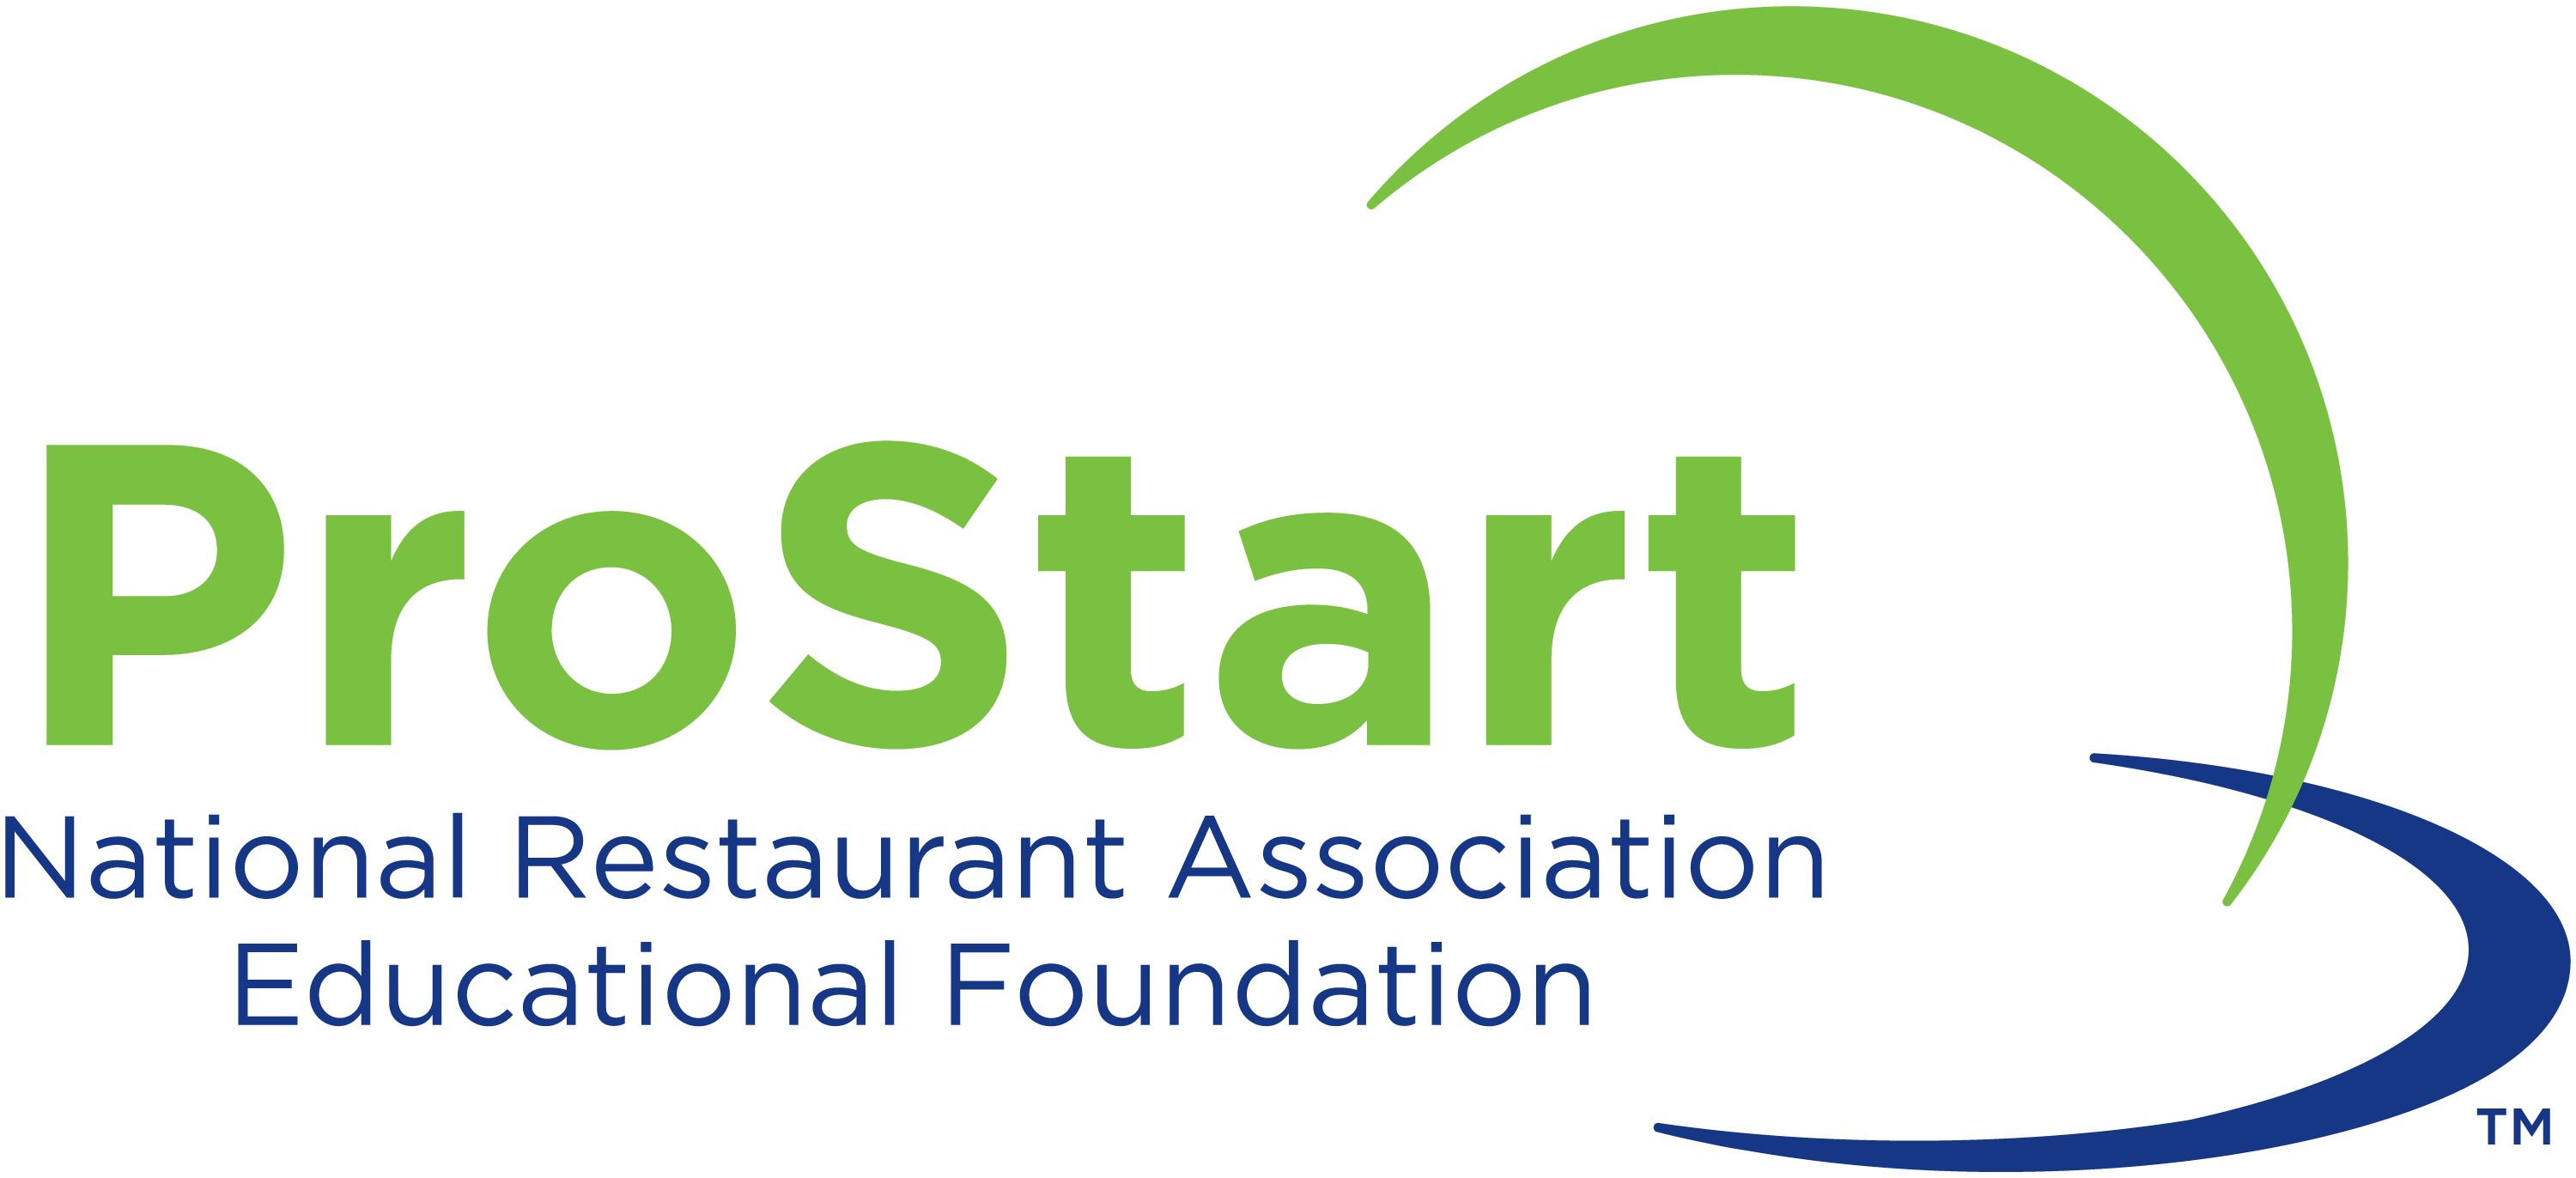 ProStart
National Restaurant Association
Educational Foundation
TM